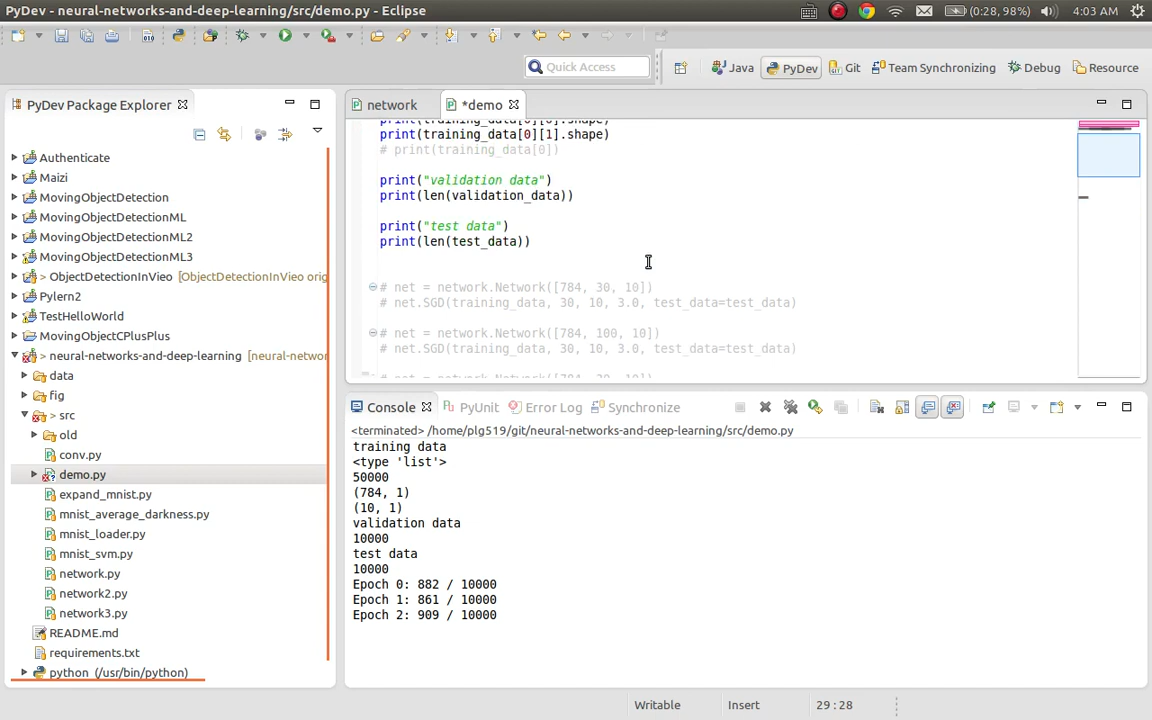 PyDev - neural-networks-and-deep-learning/src/demo.py - Eclipse
(0:28, 98%)
4:03 AM
Quick Access
Java
PyDev
Git
Team Synchronizing
Debug
Resource
PyDev Package Explorer
Authenticate
Maizi
MovingObjectDetection
MovingObjectDetectionML
MovingObjectDetectionML2
MovingObjectDetectionML3
> ObjectDetectionInVieo [ObjectDetectionInVieo orig
Pylern2
TestHelloWorld
MovingObjectCPlusPlus
> neural-networks-and-deep-learning [neural-networ
data
fig
> src
old
conv.py
demo.py
expand_mnist.py
mnist_average_darkness.py
mnist_loader.py
mnist_svm.py
network.py
network2.py
network3.py
README.md
requirements.txt
python (/usr/bin/python)
network
*demo
print(training_data[0][0].shape)
print(training_data[0][1].shape)
# print(training_data[0])
print("validation data")
print(len(validation_data))
print("test data")
print(len(test_data))
# net = network.Network([784, 30, 10])
# net.SGD(training_data, 30, 10, 3.0, test_data=test_data)
# net = network.Network([784, 100, 10])
# net.SGD(training_data, 30, 10, 3.0, test_data=test_data)
Console
PyUnit
Error Log
Synchronize
<terminated> /home/plg519/git/neural-networks-and-deep-learning/src/demo.py
training data
<type 'list'>
50000
(784, 1)
(10, 1)
validation data
10000
test data
10000
Epoch 0: 882 / 10000
Epoch 1: 861 / 10000
Epoch 2: 909 / 10000
Writable
Insert
29 : 28